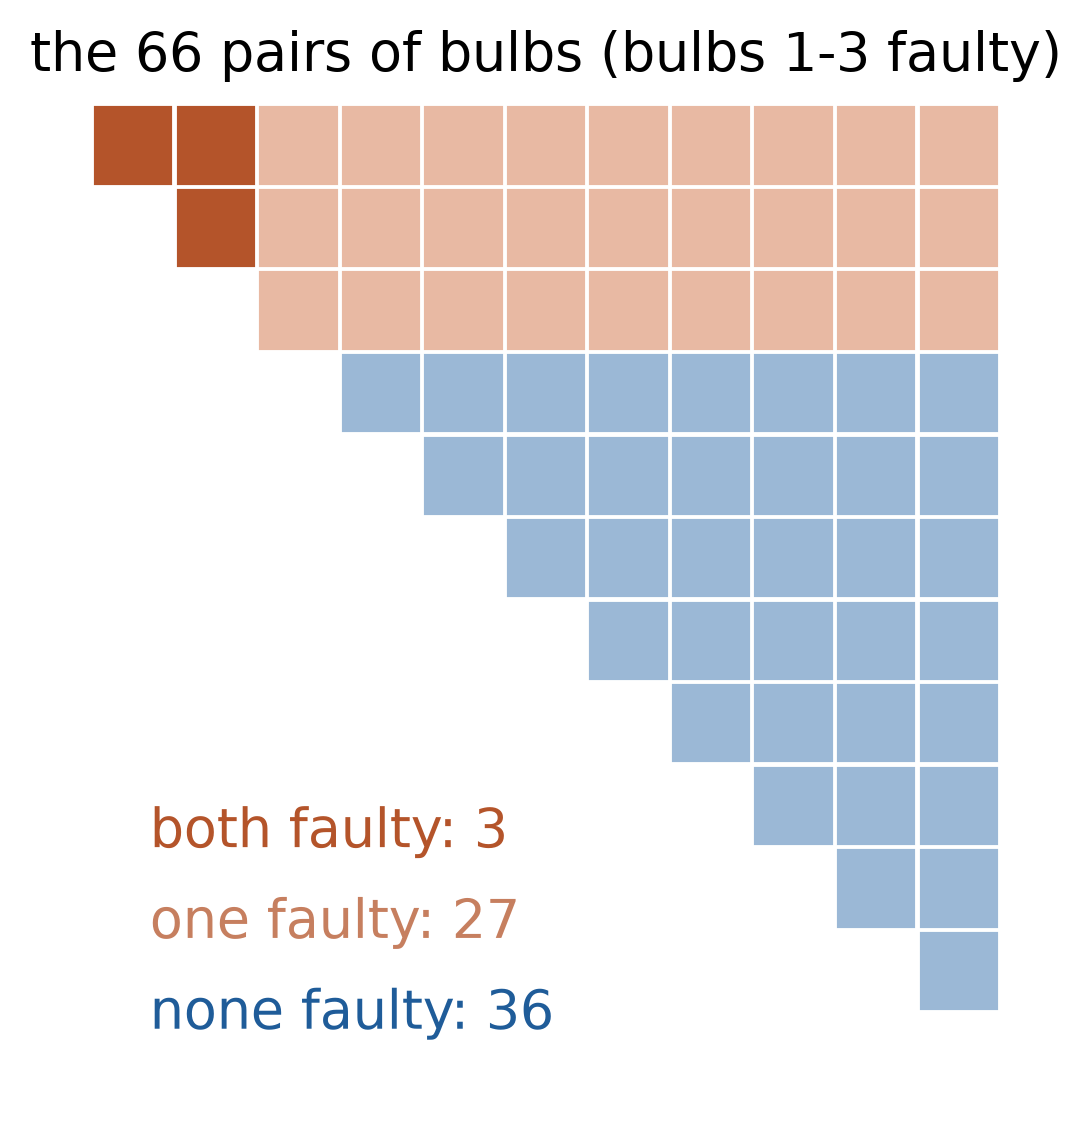 the 66 pairs of bulbs (bulbs 1-3 faulty)
both faulty: 3
one faulty: 27
none faulty: 36